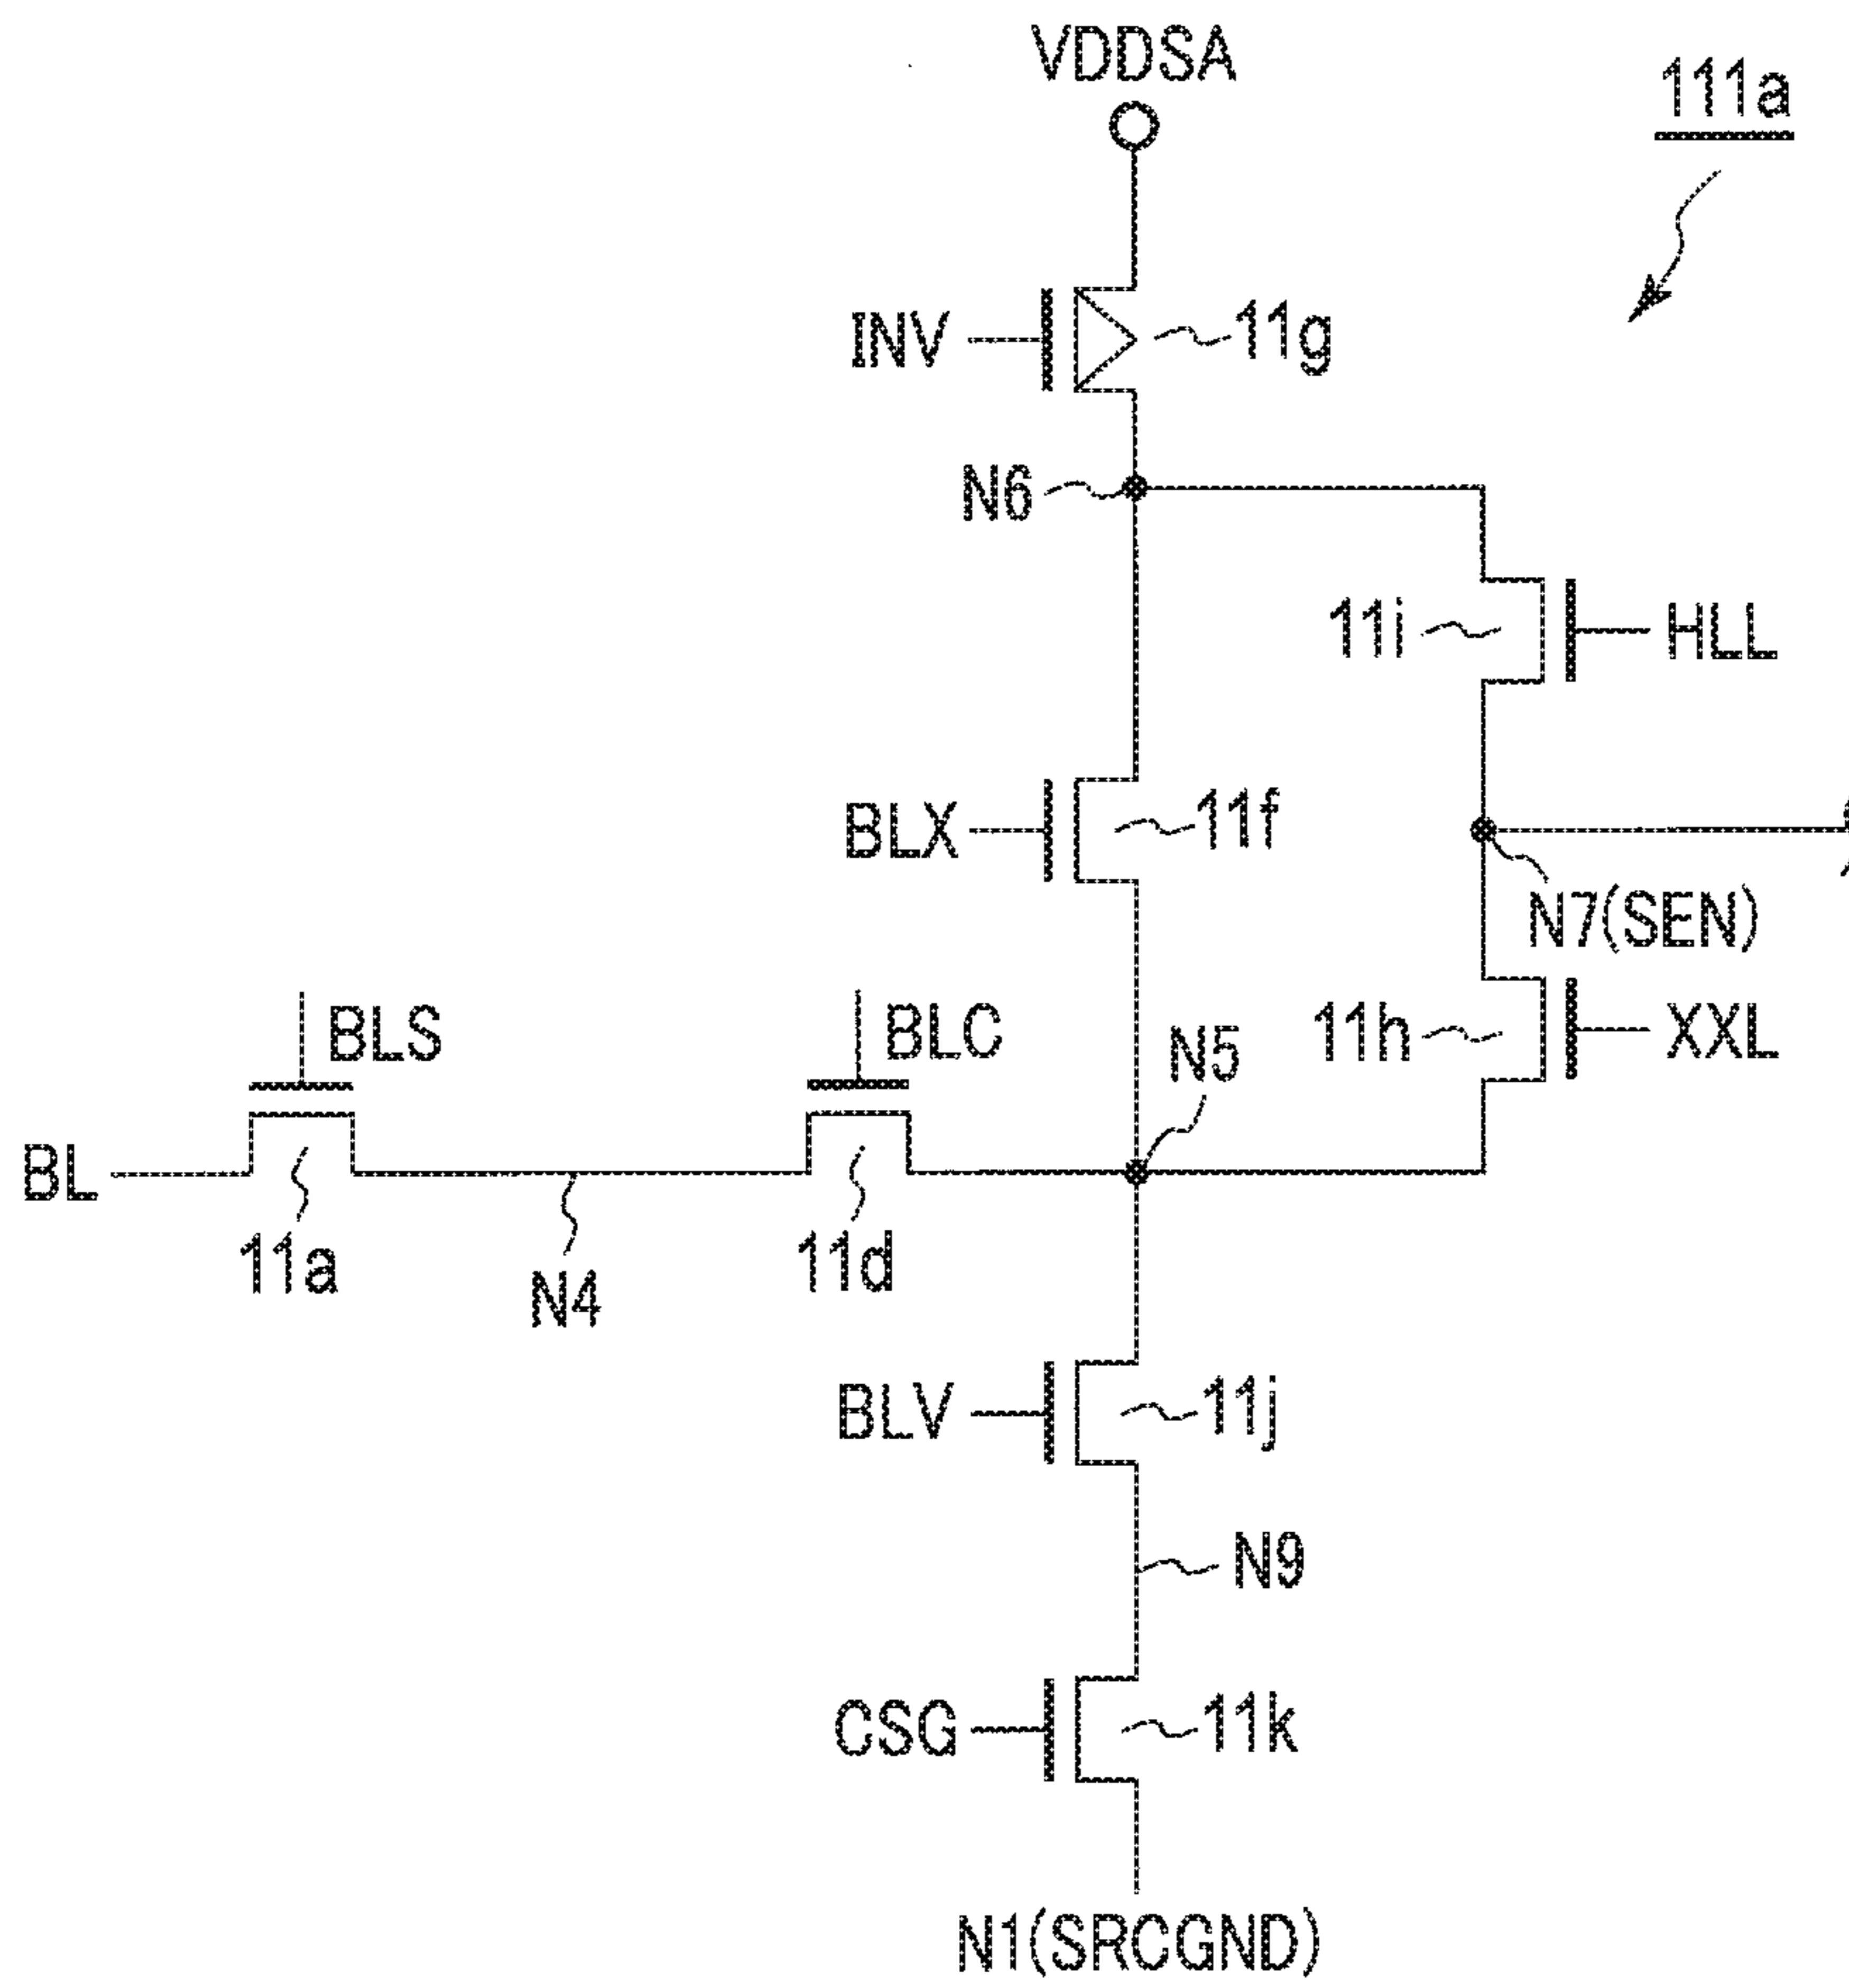 VDDSA
111a
INV
11g
N6
11i
HLL
BLX
11f
N7(SEN)
BLS
BLC
N5
11h
XXL
BL
11a
N4
11d
BLV
11j
N9
CSG
11k
N1(SRCGND)